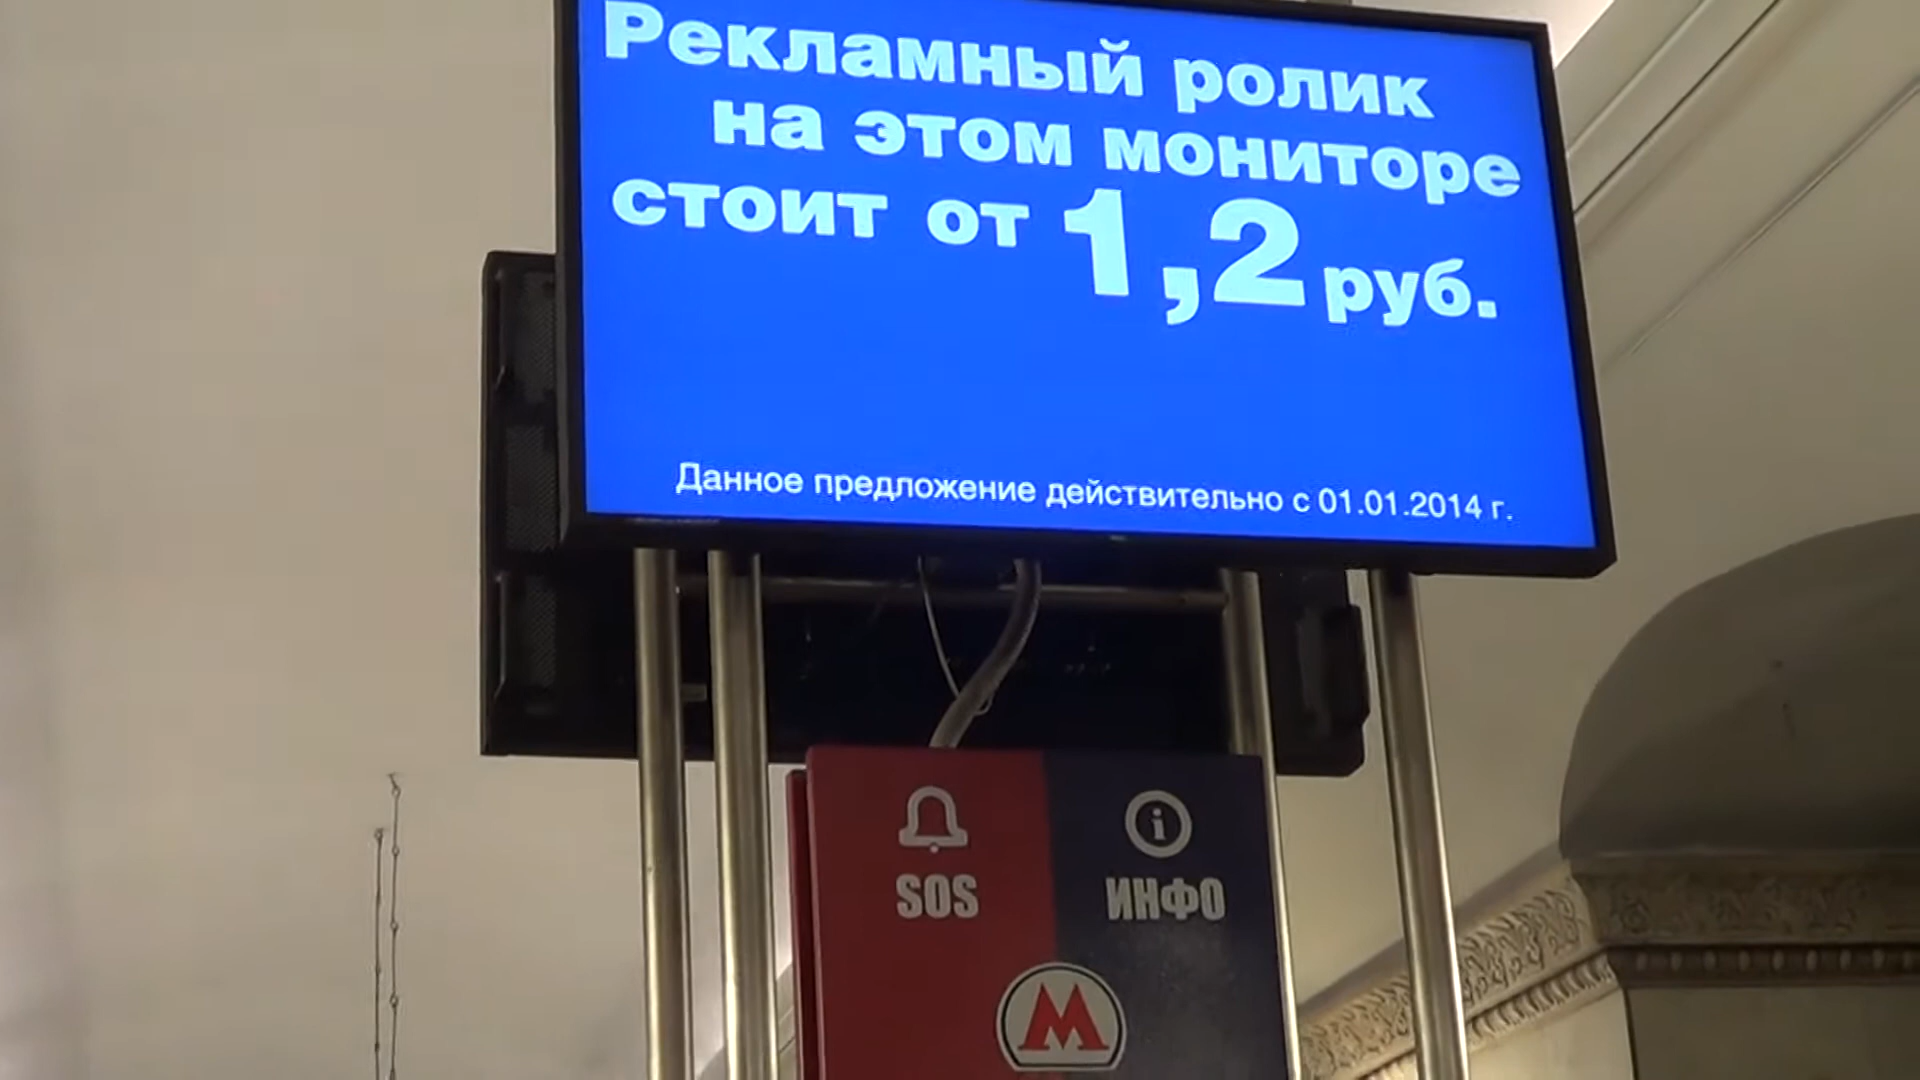 Рекламный ролик
на этом мониторе
стоит от 1,2 руб.
Данное предложение действительно с 01.01.2014 г.
SOS
ИНФО
М